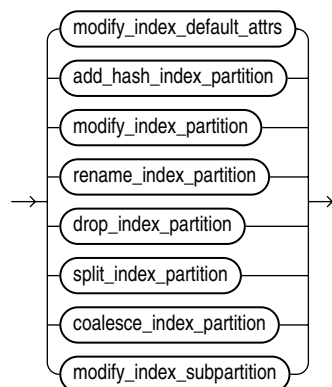 modify_index_default_attrs
add_hash_index_partition
modify_index_partition
rename_index_partition
drop_index_partition
split_index_partition
coalesce_index_partition
modify_index_subpartition